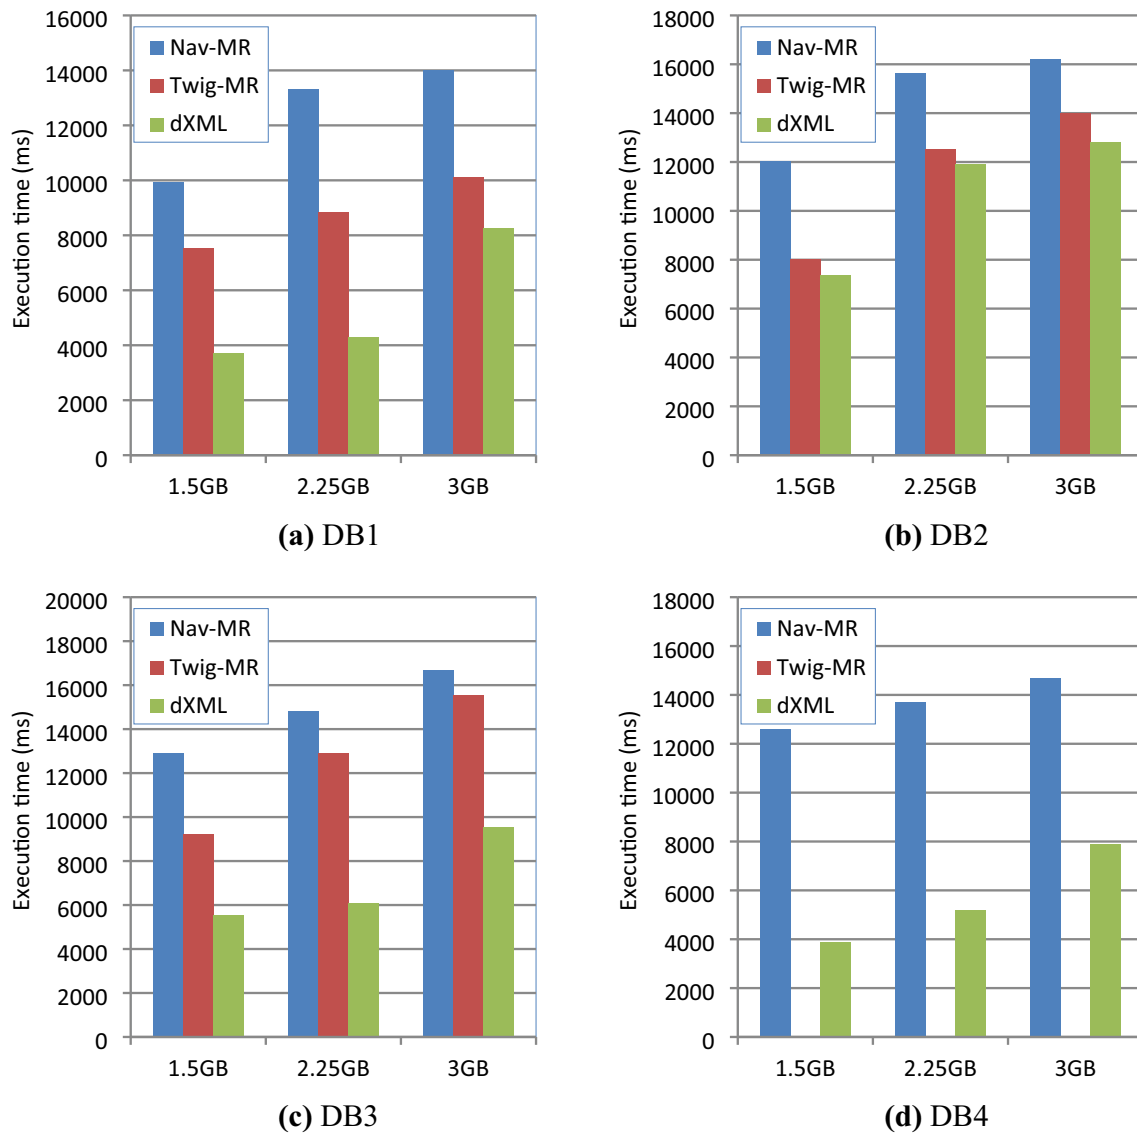 16000
14000
12000
10000
8000
6000
4000
2000
0
Execution time (ms)
Nav-MR
Twig-MR
dXML
1.5GB 2.25GB 3GB
(a) DB1
18000
16000
14000
12000
10000
8000
6000
4000
2000
0
Execution time (ms)
Nav-MR
Twig-MR
dXML
1.5GB 2.25GB 3GB
(b) DB2
20000
18000
16000
14000
12000
10000
8000
6000
4000
2000
0
Execution time (ms)
Nav-MR
Twig-MR
dXML
1.5GB 2.25GB 3GB
(c) DB3
18000
16000
14000
12000
10000
8000
6000
4000
2000
0
Execution time (ms)
Nav-MR
Twig-MR
dXML
1.5GB 2.25GB 3GB
(d) DB4